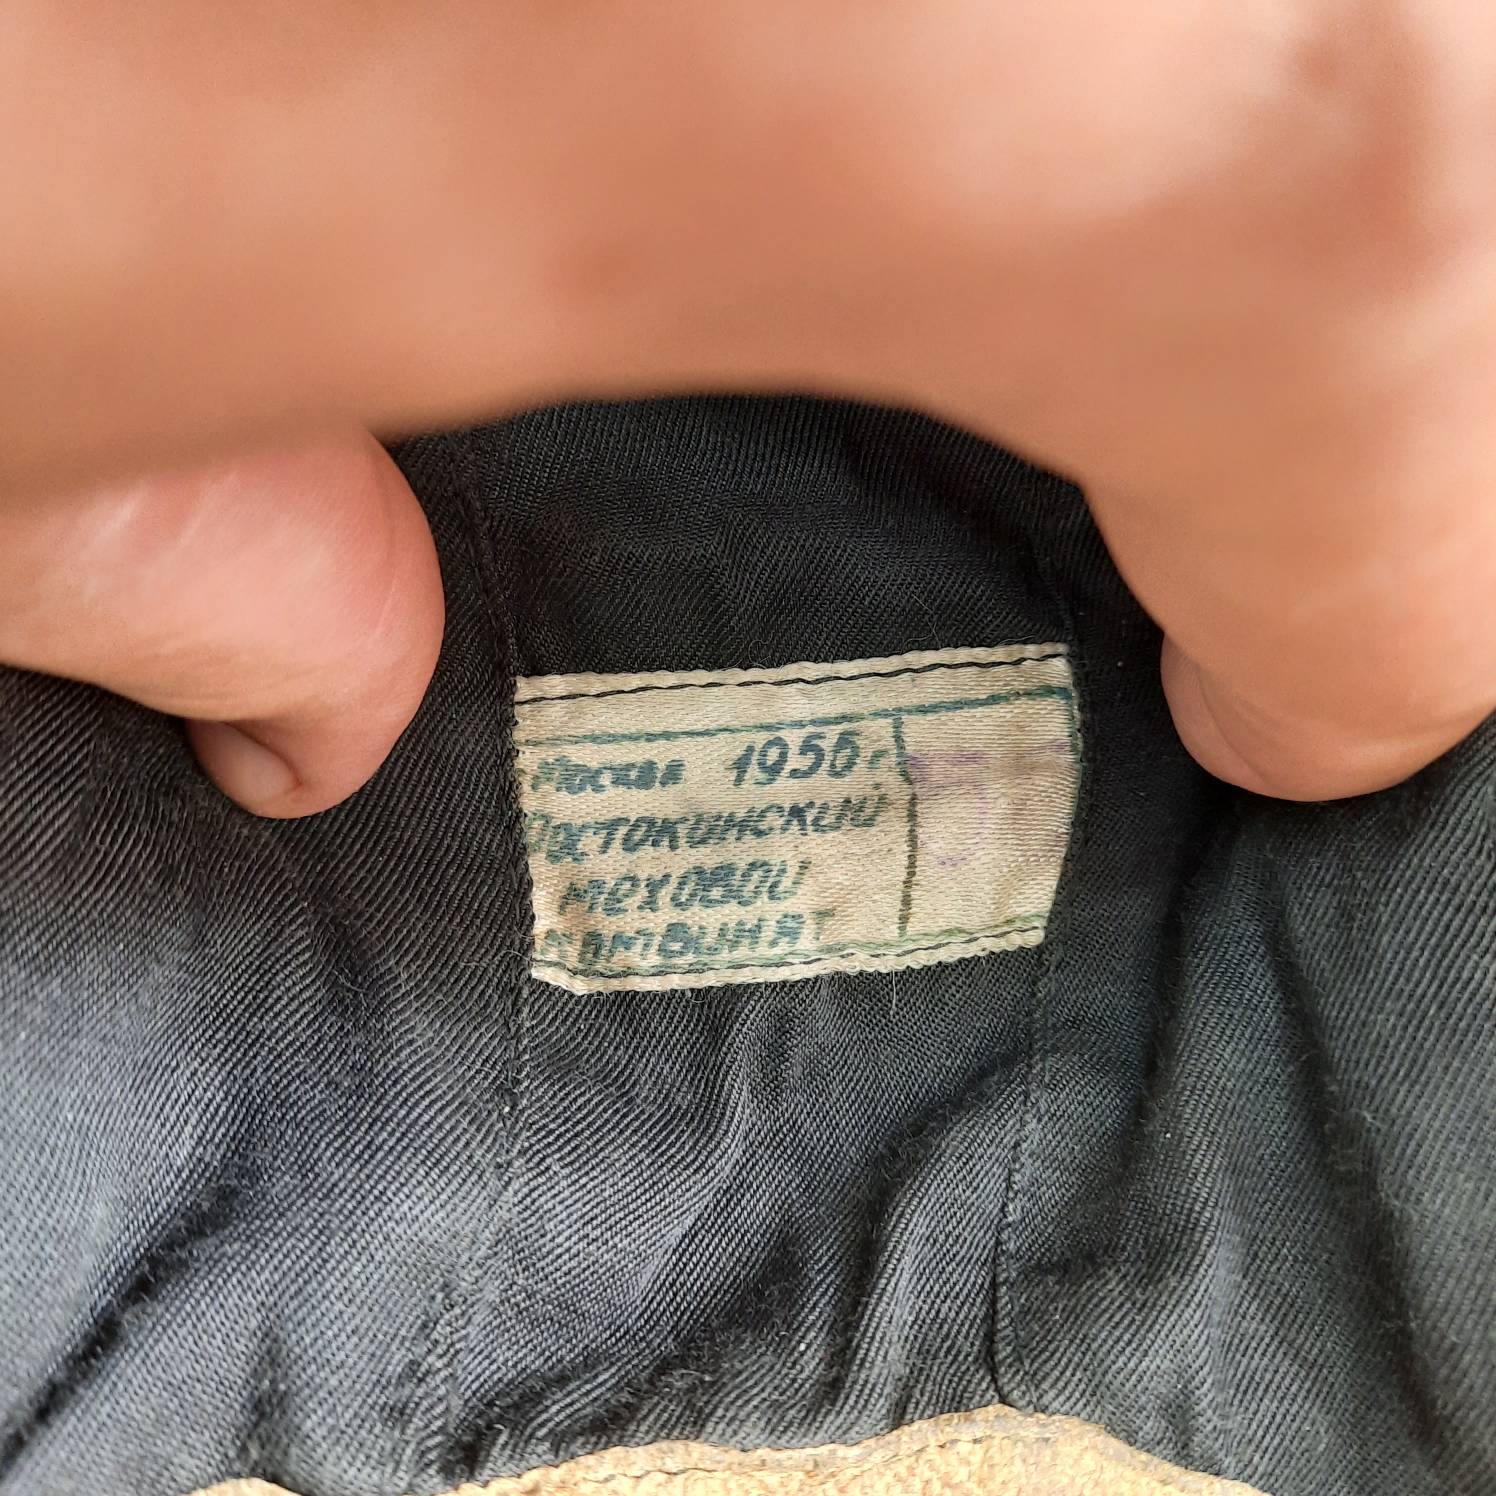 Москва 1956 г.
Ростокинский
меховой
комбинат